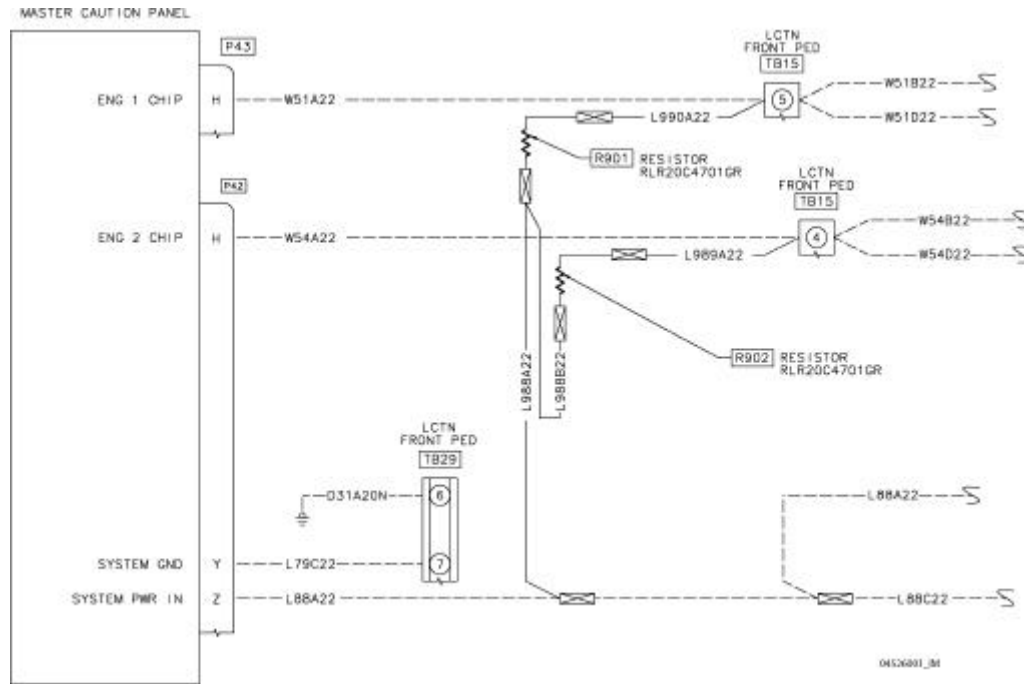 MASTER CAUTION PANEL
P43
LCTN
FRONT PED
TB15
ENG 1 CHIP
H
W51A22
5
W51B22
W51D22
L990A22
R901
RESISTOR
RLR20C4701GR
P42
LCTN
FRONT PED
TB15
ENG 2 CHIP
H
W54A22
4
W54B22
W54D22
L989A22
R902
RESISTOR
RLR20C4701GR
L988A22
L988B22
LCTN
FRONT PED
TB29
D31A20N
6
L88A22
SYSTEM GND
Y
L79C22
7
SYSTEM PWR IN
Z
L88A22
L88C22